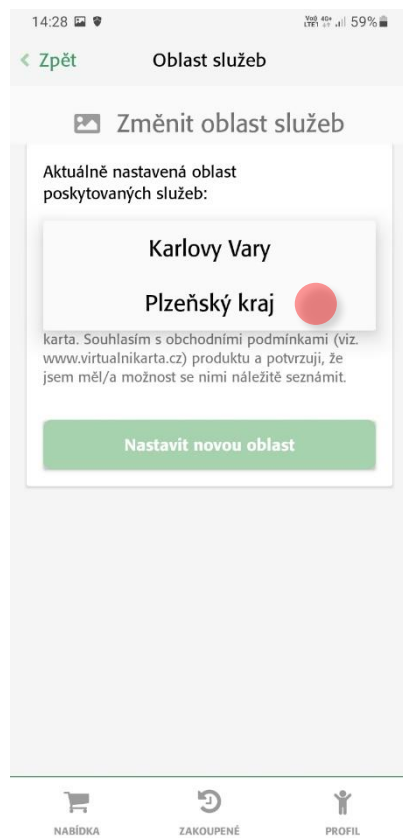 14:28 59%
Zpět Oblast služeb
Změnit oblast služeb
Aktuálně nastavená oblast
poskytovaných služeb:
Karlovy Vary
Plzeňský kraj
karta. Souhlasím s obchodními podmínkami (viz.
www.virtualnikarta.cz) produktu a potvrzuji, že
jsem měl/a možnost se nimi náležitě seznámit.
Nastavit novou oblast
NABÍDKA ZAKOUPENÉ PROFIL